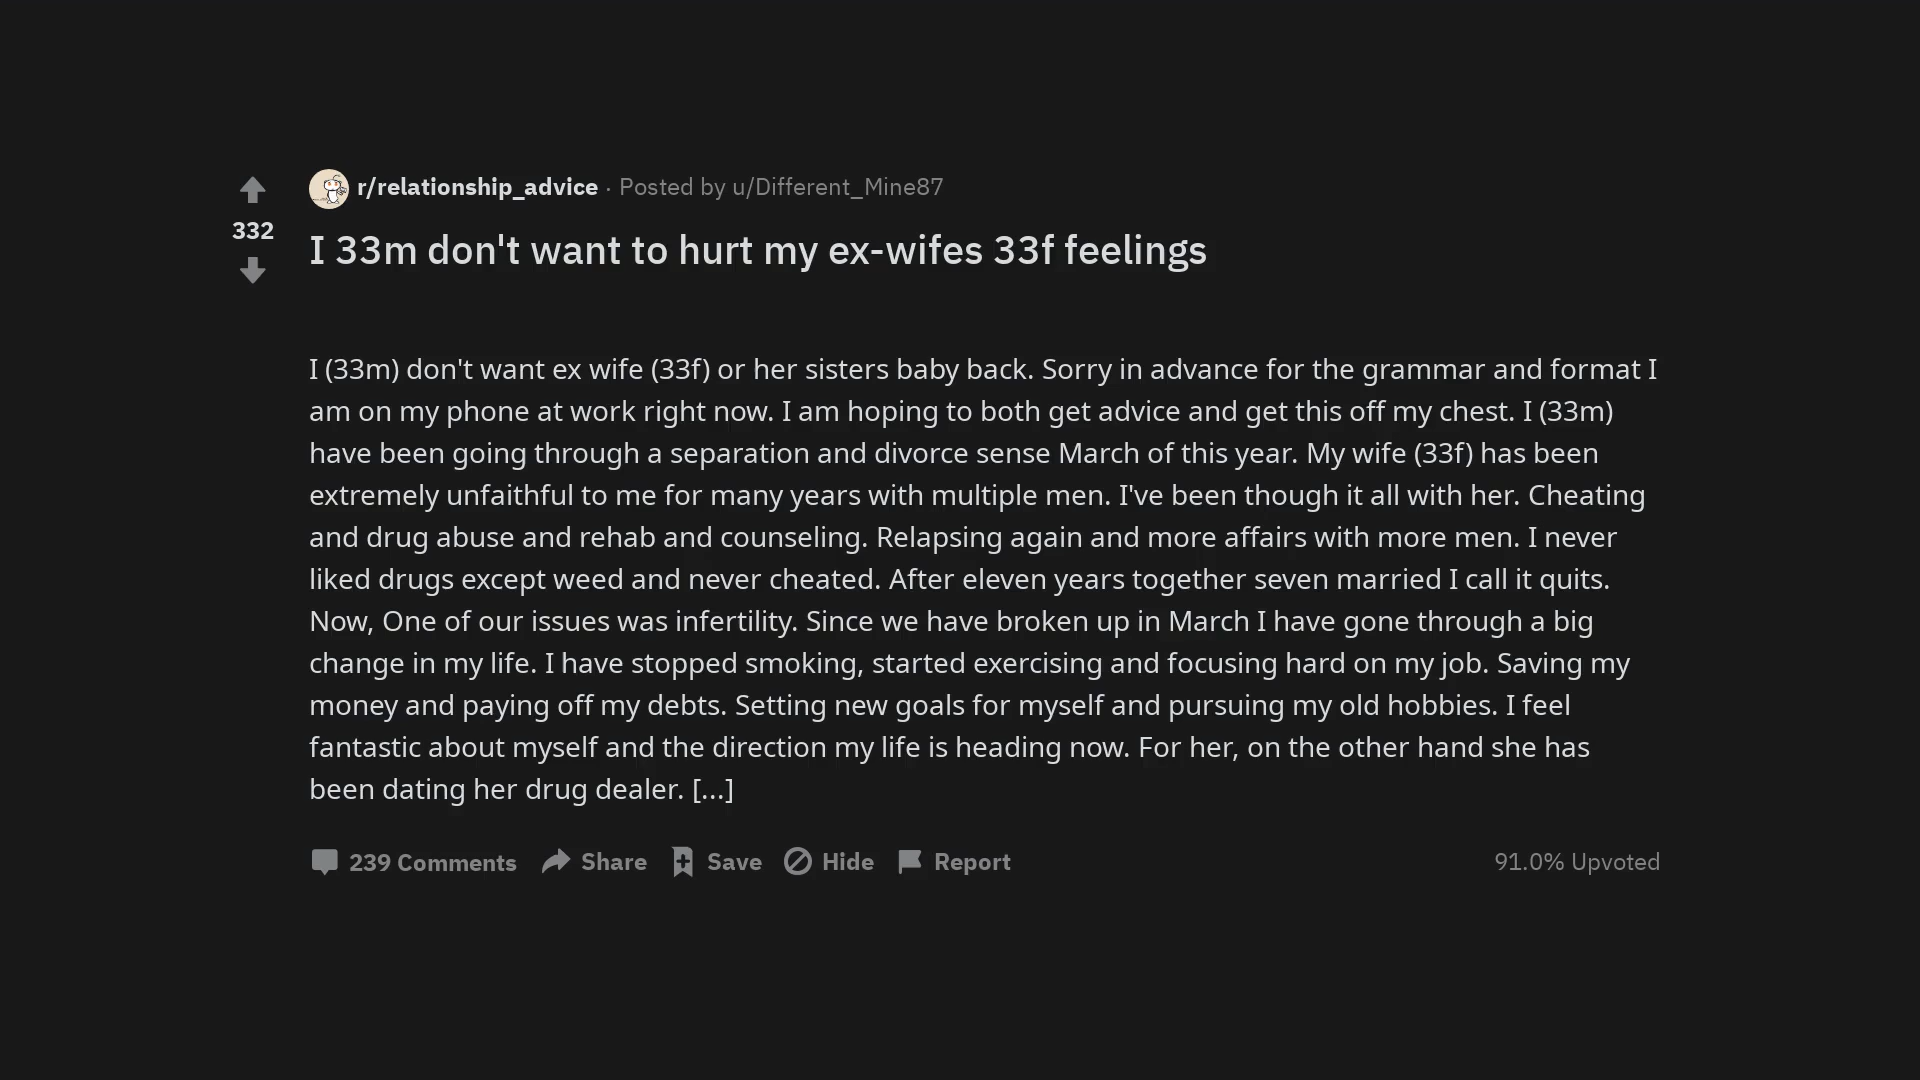 r/relationship_advice · Posted by u/Different_Mine87
332
I 33m don't want to hurt my ex-wifes 33f feelings
I (33m) don't want ex wife (33f) or her sisters baby back. Sorry in advance for the grammar and format I
am on my phone at work right now. I am hoping to both get advice and get this off my chest. I (33m)
have been going through a separation and divorce sense March of this year. My wife (33f) has been
extremely unfaithful to me for many years with multiple men. I've been though it all with her. Cheating
and drug abuse and rehab and counseling. Relapsing again and more affairs with more men. I never
liked drugs except weed and never cheated. After eleven years together seven married I call it quits.
Now, One of our issues was infertility. Since we have broken up in March I have gone through a big
change in my life. I have stopped smoking, started exercising and focusing hard on my job. Saving my
money and paying off my debts. Setting new goals for myself and pursuing my old hobbies. I feel
fantastic about myself and the direction my life is heading now. For her, on the other hand she has
been dating her drug dealer. [...]
239 Comments Share Save Hide Report 91.0% Upvoted